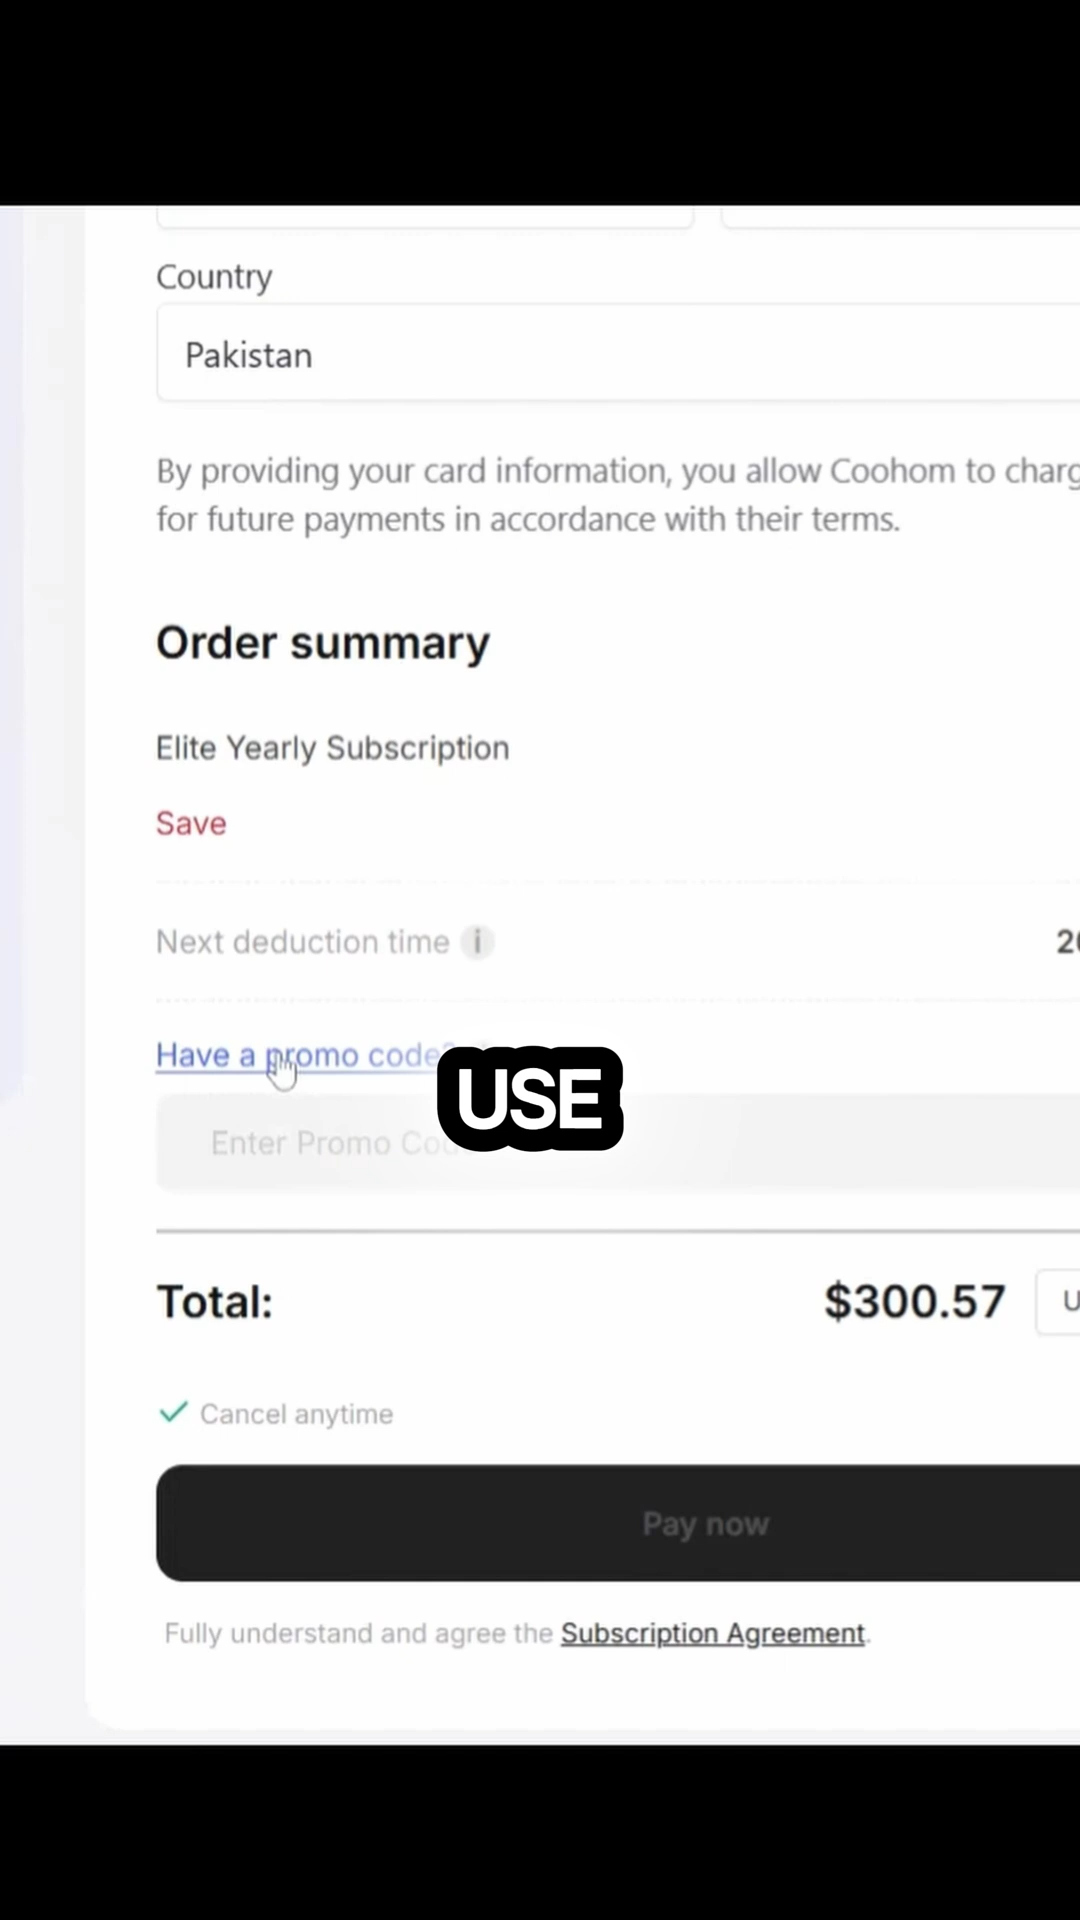 Country
Pakistan
By providing your card information, you allow Coohom to
for future payments in accordance with their terms.
Order summary
Elite Yearly Subscription
Save
Next deduction time i
Have a promo code
USE
Enter Promo
Total: $300.57
Cancel anytime
Pay now
Fully understand and agree the Subscription Agreement.